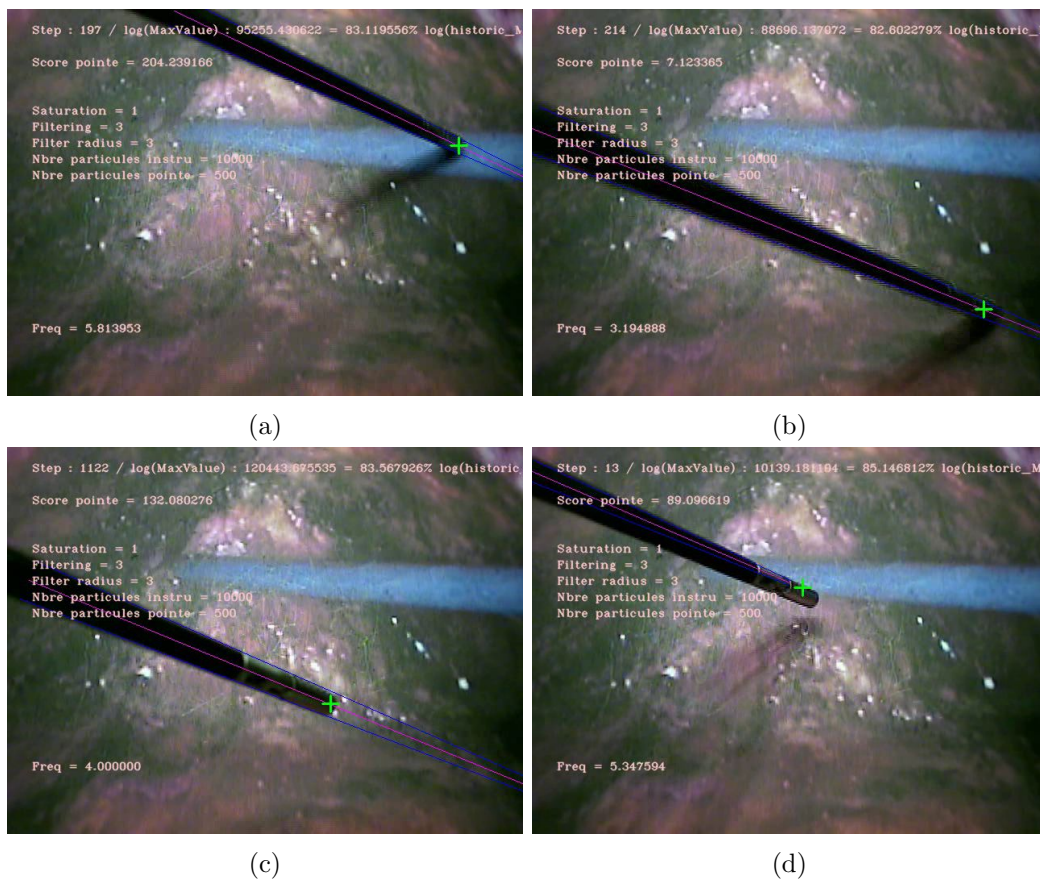 Step : 197 / log(MaxValue) : 95255.430622 = 83.119556% log(historic_M
Score pointe = 204.239166
Saturation = 1
Filtering = 3
Filter radius = 3
Nbre particules instru = 10000
Nbre particules pointe = 500
Freq = 5.813953
(a)
Step : 214 / log(MaxValue) : 88696.137072 = 82.602279% log(historic_
Score pointe = 7.123365
Saturation = 1
Filtering = 3
Filter radius = 3
Nbre particules instru = 10000
Nbre particules pointe = 500
Freq = 3.194888
(b)
Step : 1122 / log(MaxValue) : 120443.675535 = 83.567926% log(historic
Score pointe = 132.080276
Saturation = 1
Filtering = 3
Filter radius = 3
Nbre particules instru = 10000
Nbre particules pointe = 500
Freq = 4.000000
(c)
Step : 13 / log(MaxValue) : 10139.181194 = 85.146812% log(historic_M
Score pointe = 89.096619
Saturation = 1
Filtering = 3
Filter radius = 3
Nbre particules instru = 10000
Nbre particules pointe = 500
Freq = 5.347594
(d)